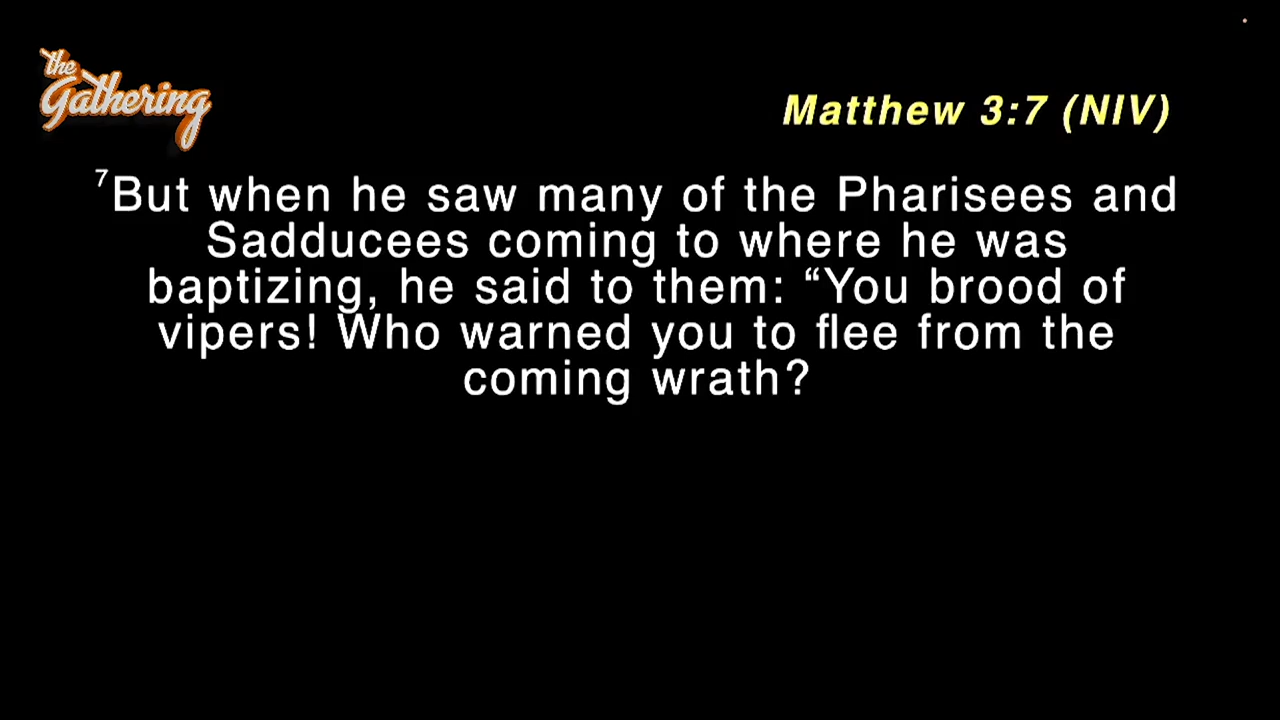 the
Gathering
Matthew 3:7 (NIV)
7But when he saw many of the Pharisees and
Sadducees coming to where he was
baptizing, he said to them: “You brood of
vipers! Who warned you to flee from the
coming wrath?